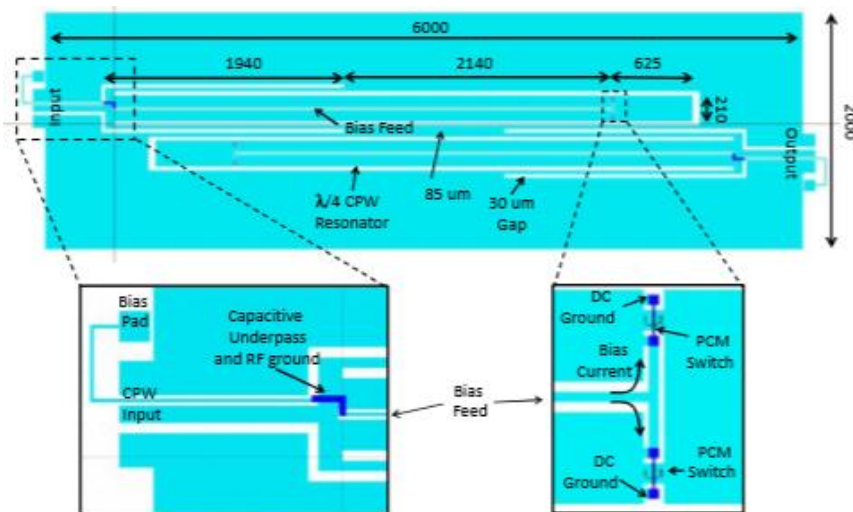 6000
1940
2140
625
210
2000
Input
Bias Feed
Output
λ/4 CPW
Resonator
85 um
30 um
Gap
Bias
Pad
Capacitive
Underpass
and RF ground
CPW
Input
Bias
Feed
DC
Ground
PCM
Switch
Bias
Current
DC
Ground
PCM
Switch